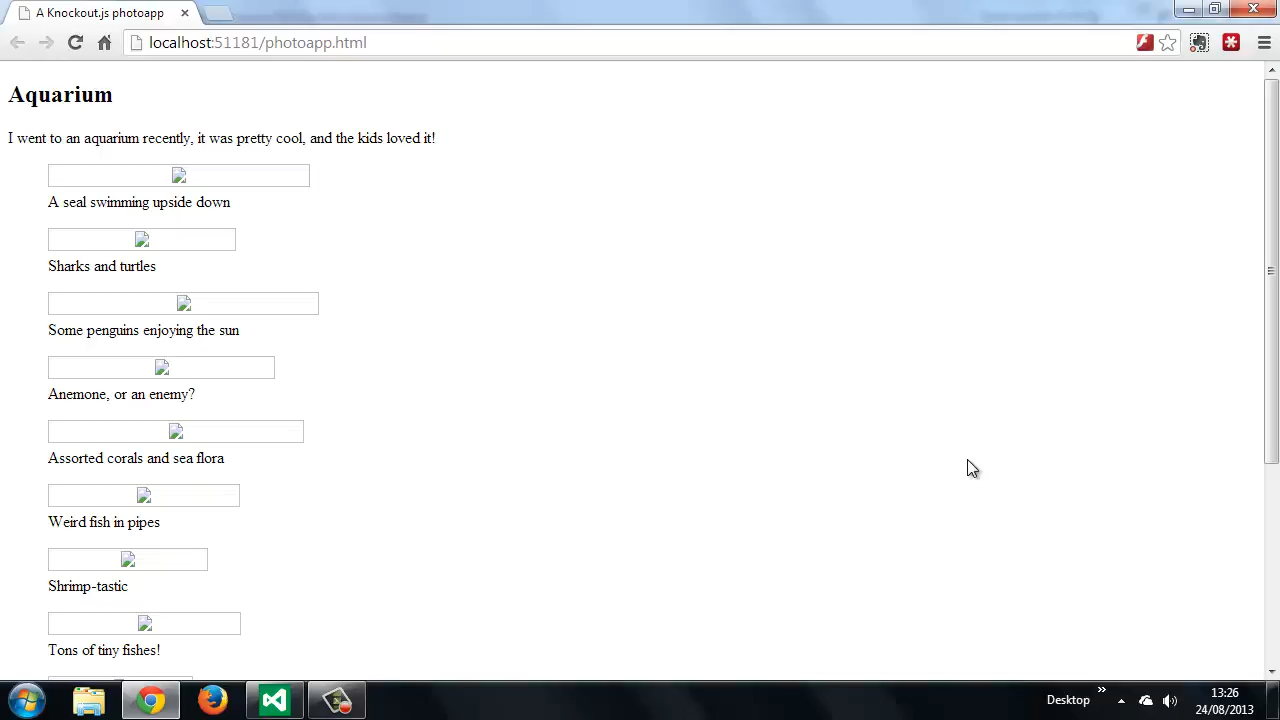 A Knockout.js photoapp
localhost:51181/photoapp.html
Aquarium
I went to an aquarium recently, it was pretty cool, and the kids loved it!
A seal swimming upside down
Sharks and turtles
Some penguins enjoying the sun
Anemone, or an enemy?
Assorted corals and sea flora
Weird fish in pipes
Shrimp-tastic
Tons of tiny fishes!
Desktop
13:26
24/08/2013